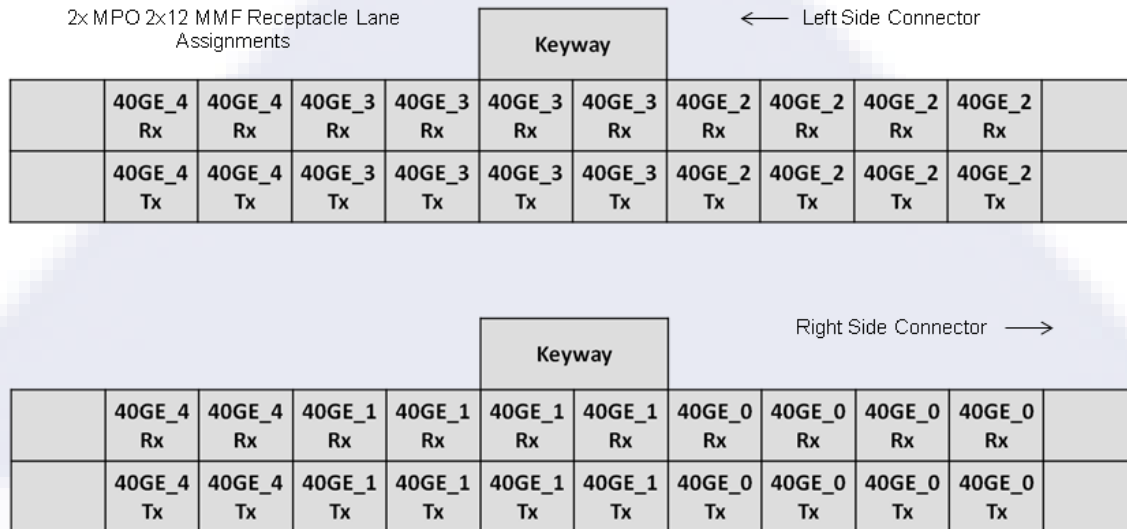 2x MPO 2x12 MMF Receptacle Lane
Assignments
← Left Side Connector
Keyway
40GE_4 40GE_4 40GE_3 40GE_3 40GE_3 40GE_3 40GE_2 40GE_2 40GE_2 40GE_2
Rx Rx Rx Rx Rx Rx Rx Rx Rx Rx
40GE_4 40GE_4 40GE_3 40GE_3 40GE_3 40GE_3 40GE_2 40GE_2 40GE_2 40GE_2
Tx Tx Tx Tx Tx Tx Tx Tx Tx Tx
Right Side Connector →
Keyway
40GE_4 40GE_4 40GE_1 40GE_1 40GE_1 40GE_1 40GE_0 40GE_0 40GE_0 40GE_0
Rx Rx Rx Rx Rx Rx Rx Rx Rx Rx
40GE_4 40GE_4 40GE_1 40GE_1 40GE_1 40GE_1 40GE_0 40GE_0 40GE_0 40GE_0
Tx Tx Tx Tx Tx Tx Tx Tx Tx Tx